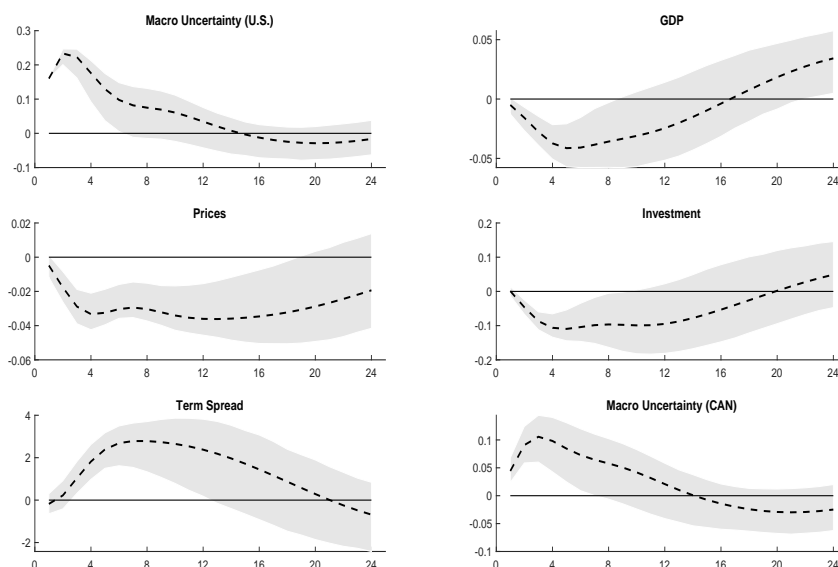 Macro Uncertainty (U.S.)
0.3
0.2
0.1
0
-0.1
0 4 8 12 16 20 24
GDP
0.05
0
-0.05
0 4 8 12 16 20 24
Prices
0.02
0
-0.02
-0.04
-0.06
0 4 8 12 16 20 24
Investment
0.2
0.1
0
-0.1
-0.2
0 4 8 12 16 20 24
Term Spread
4
2
0
-2
0 4 8 12 16 20 24
Macro Uncertainty (CAN)
0.1
0.05
0
-0.05
-0.1
0 4 8 12 16 20 24